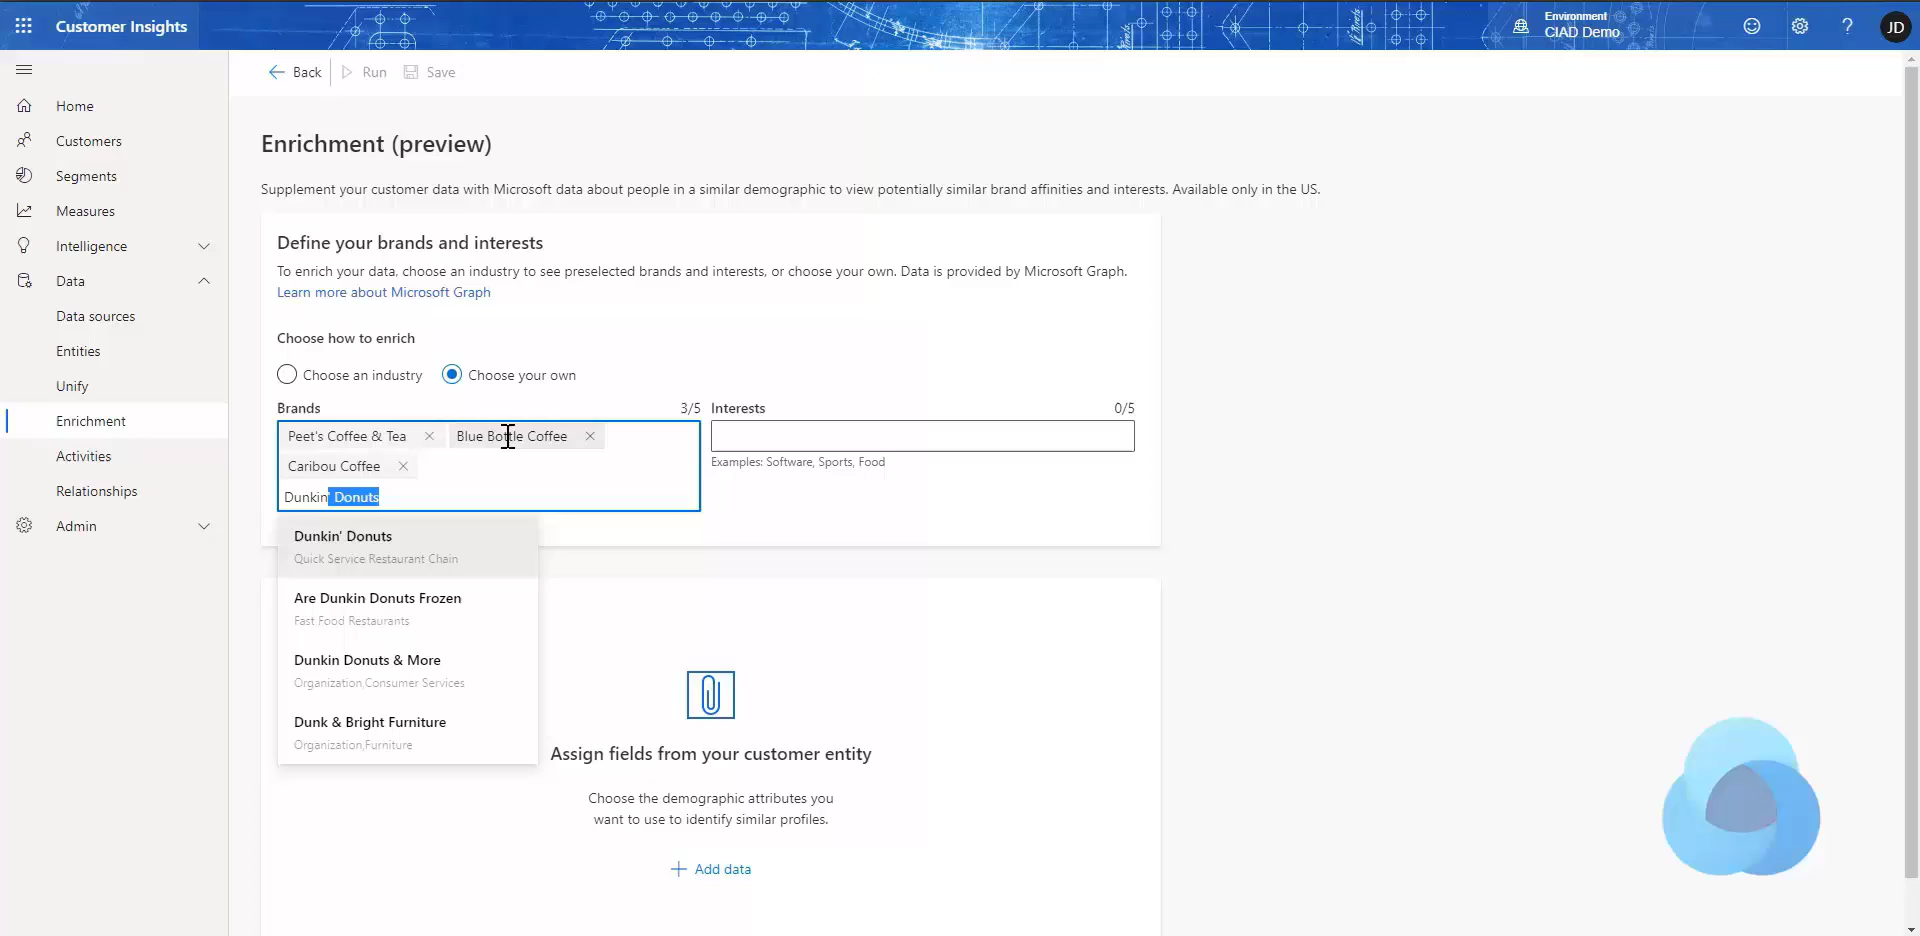 Customer Insights
Environment
CIAD Demo
?
JD
Back
Run
Save
Home
Customers
Segments
Measures
Intelligence
Data
Data sources
Entities
Unify
Enrichment
Activities
Relationships
Admin
Enrichment (preview)
Supplement your customer data with Microsoft data about people in a similar demographic to view potentially similar brand affinities and interests. Available only in the US.
Define your brands and interests
To enrich your data, choose an industry to see preselected brands and interests, or choose your own. Data is provided by Microsoft Graph.
Learn more about Microsoft Graph
Choose how to enrich
Choose an industry
Choose your own
Brands 3/5
Peet's Coffee & Tea
Blue Bottle Coffee
Caribou Coffee
Dunkin' Donuts
Interests 0/5
Examples: Software, Sports, Food
Dunkin' Donuts
Quick Service Restaurant Chain
Are Dunkin Donuts Frozen
Fast Food Restaurants
Dunkin Donuts & More
Organization,Consumer Services
Dunk & Bright Furniture
Organization,Furniture
Assign fields from your customer entity
Choose the demographic attributes you
want to use to identify similar profiles.
Add data